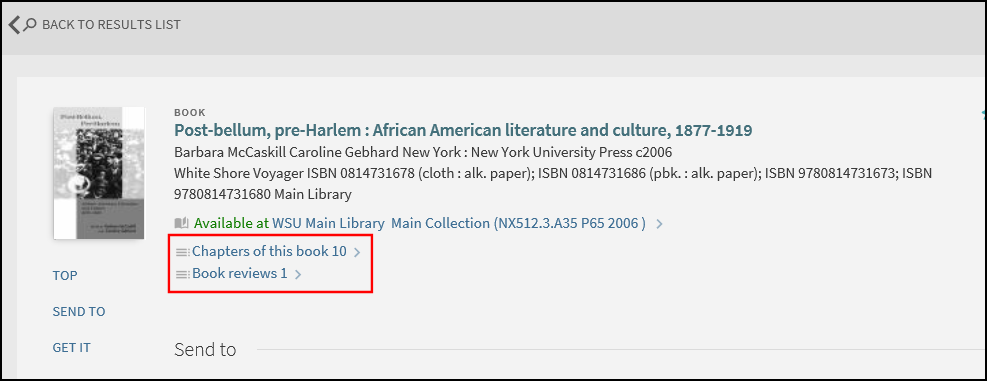 BACK TO RESULTS LIST
Post-Bellum,
Pre-Harlem
BOOK
Post-bellum, pre-Harlem : African American literature and culture, 1877-1919
Barbara McCaskill Caroline Gebhard New York : New York University Press c2006
White Shore Voyager ISBN 0814731678 (cloth : alk. paper); ISBN 0814731686 (pbk. : alk. paper); ISBN 9780814731673; ISBN
9780814731680 Main Library
Available at WSU Main Library Main Collection (NX512.3.A35 P65 2006 )
Chapters of this book 10
Book reviews 1
TOP
SEND TO
GET IT
Send to